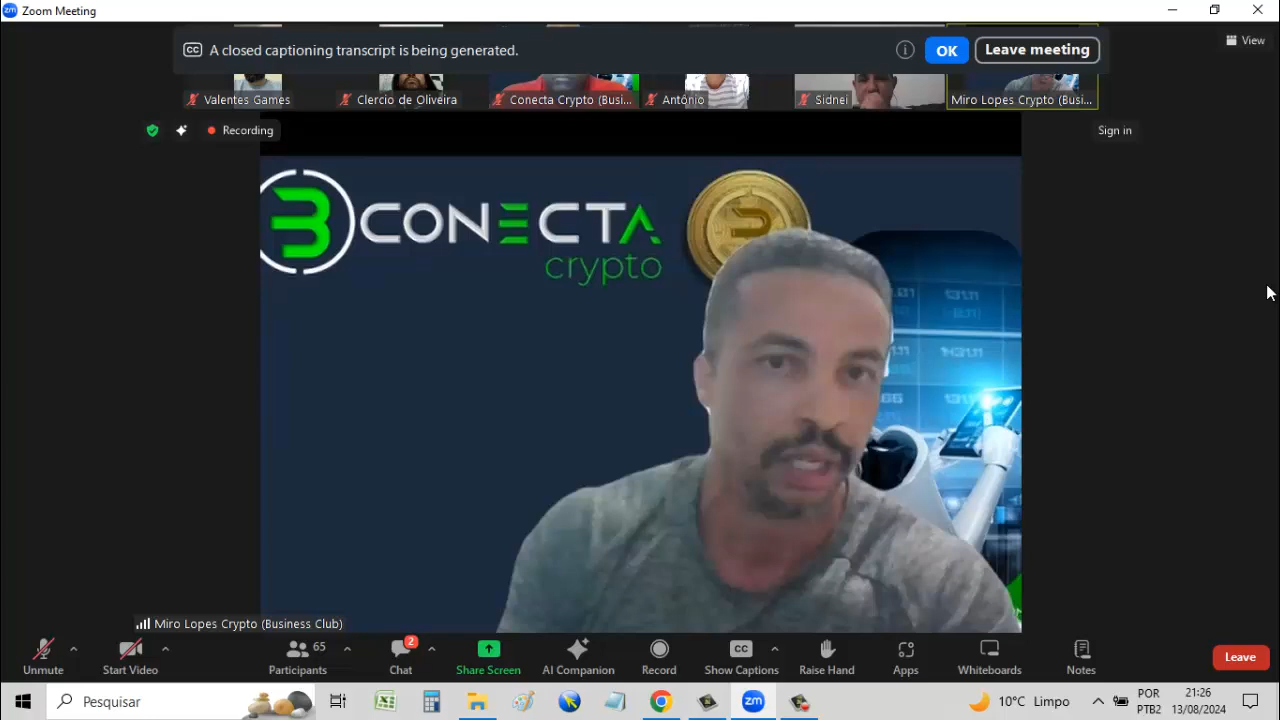 Zoom Meeting
A closed captioning transcript is being generated.
OK
Leave meeting
View
Valentes Games
Clercio de Oliveira
Conecta Crypto (Busi...
Antônio
Sidnei
Miro Lopes Crypto (Busi...
Recording
Sign in
CONECTA
crypto
Miro Lopes Crypto (Business Club)
Unmute
Start Video
65
Participants
2
Chat
Share Screen
AI Companion
Record
CC
Show Captions
Raise Hand
Apps
Whiteboards
Notes
Leave
Pesquisar
zm
10°C Limpo
POR
PTB2
21:26
13/08/2024